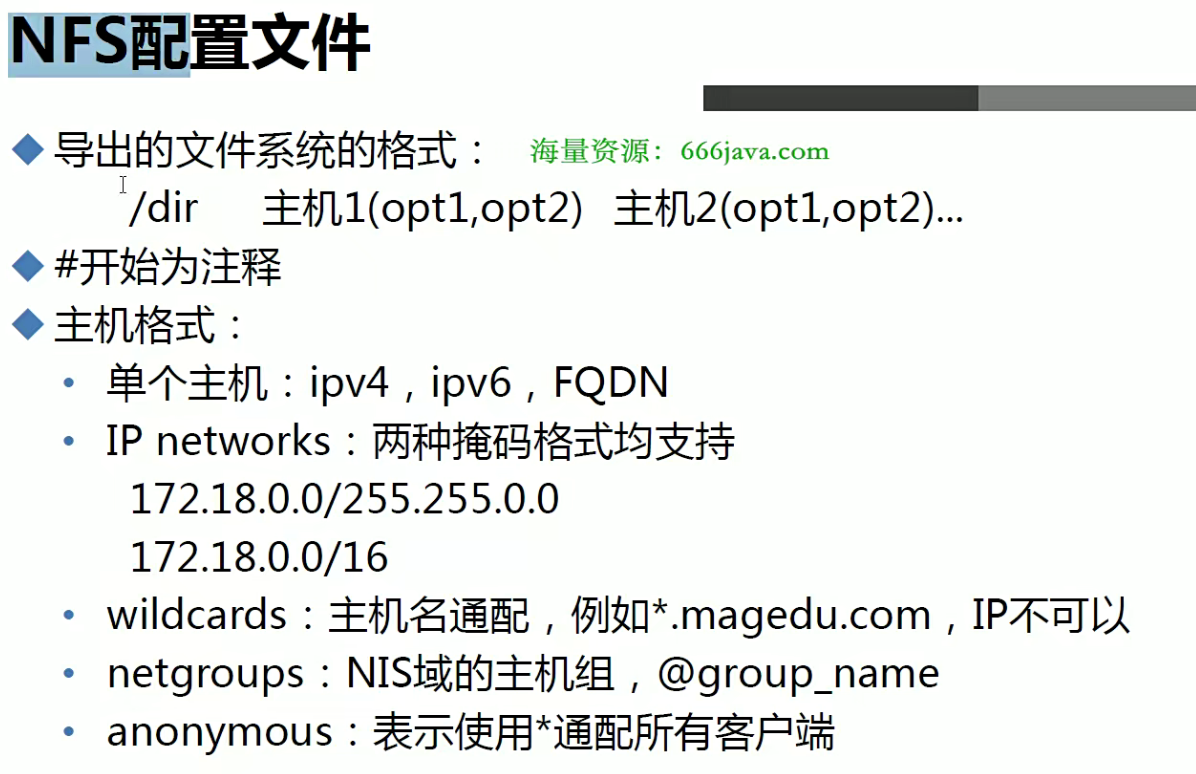 NFS配置文件
导出的文件系统的格式： 海量资源：666java.com
/dir 主机1(opt1,opt2) 主机2(opt1,opt2)...
#开始为注释
主机格式：
单个主机：ipv4，ipv6，FQDN
IP networks：两种掩码格式均支持
172.18.0.0/255.255.0.0
172.18.0.0/16
wildcards：主机名通配，例如*.magedu.com，IP不可以
netgroups：NIS域的主机组，@group_name
anonymous：表示使用*通配所有客户端